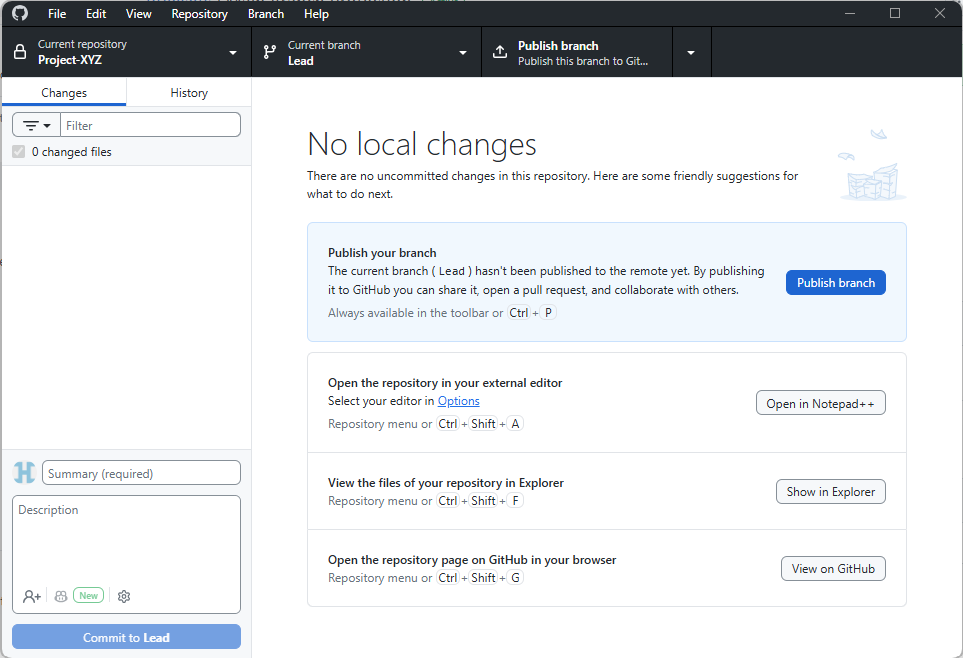 File Edit View Repository Branch Help
Current repository
Project-XYZ
Current branch
Lead
Publish branch
Publish this branch to Git...
Changes History
Filter
0 changed files
No local changes
There are no uncommitted changes in this repository. Here are some friendly suggestions for
what to do next.
Publish your branch
The current branch ( Lead ) hasn't been published to the remote yet. By publishing
it to GitHub you can share it, open a pull request, and collaborate with others.
Always available in the toolbar or Ctrl + P
Publish branch
Open the repository in your external editor
Select your editor in Options
Repository menu or Ctrl + Shift + A
Open in Notepad++
View the files of your repository in Explorer
Repository menu or Ctrl + Shift + F
Show in Explorer
Open the repository page on GitHub in your browser
Repository menu or Ctrl + Shift + G
View on GitHub
Summary (required)
Description
New
Commit to Lead